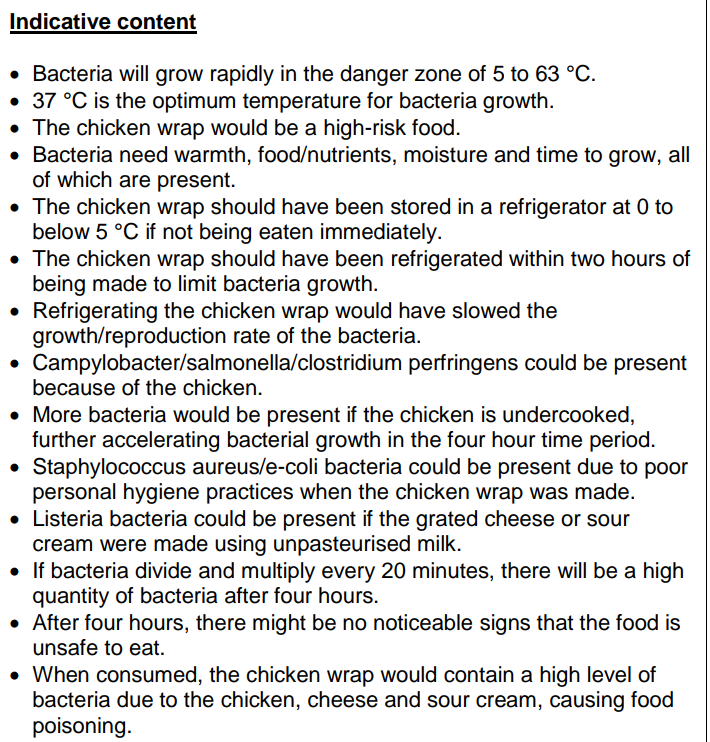 Indicative content
• Bacteria will grow rapidly in the danger zone of 5 to 63 °C.
• 37 °C is the optimum temperature for bacteria growth.
• The chicken wrap would be a high-risk food.
• Bacteria need warmth, food/nutrients, moisture and time to grow, all
of which are present.
• The chicken wrap should have been stored in a refrigerator at 0 to
below 5 °C if not being eaten immediately.
• The chicken wrap should have been refrigerated within two hours of
being made to limit bacteria growth.
• Refrigerating the chicken wrap would have slowed the
growth/reproduction rate of the bacteria.
• Campylobacter/salmonella/clostridium perfringens could be present
because of the chicken.
• More bacteria would be present if the chicken is undercooked,
further accelerating bacterial growth in the four hour time period.
• Staphylococcus aureus/e-coli bacteria could be present due to poor
personal hygiene practices when the chicken wrap was made.
• Listeria bacteria could be present if the grated cheese or sour
cream were made using unpasteurised milk.
• If bacteria divide and multiply every 20 minutes, there will be a high
quantity of bacteria after four hours.
• After four hours, there might be no noticeable signs that the food is
unsafe to eat.
• When consumed, the chicken wrap would contain a high level of
bacteria due to the chicken, cheese and sour cream, causing food
poisoning.